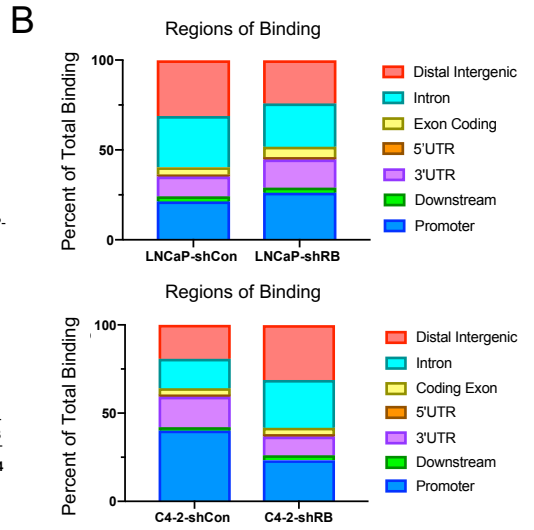 B
Regions of Binding
Percent of Total Binding
100
50
0
LNCaP-shCon LNCaP-shRB
Distal Intergenic
Intron
Exon Coding
5'UTR
3'UTR
Downstream
Promoter
Regions of Binding
Percent of Total Binding
100
50
0
C4-2-shCon C4-2-shRB
Distal Intergenic
Intron
Coding Exon
5'UTR
3'UTR
Downstream
Promoter